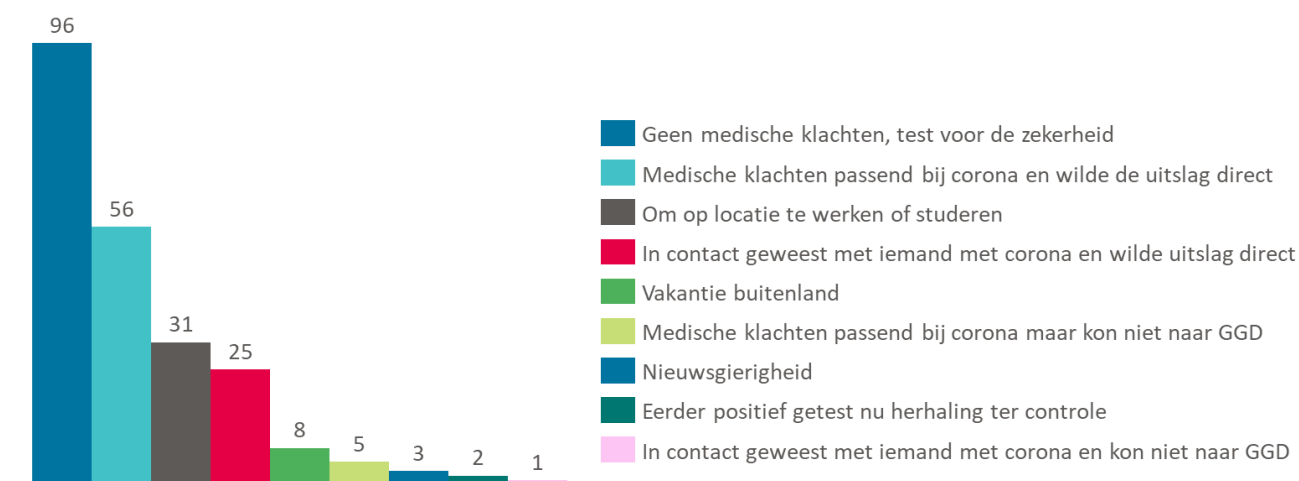 96
56
31
25
8
5
3
2
1
Geen medische klachten, test voor de zekerheid
Medische klachten passend bij corona en wilde de uitslag direct
Om op locatie te werken of studeren
In contact geweest met iemand met corona en wilde uitslag direct
Vakantie buitenland
Medische klachten passend bij corona maar kon niet naar GGD
Nieuwsgierigheid
Eerder positief getest nu herhaling ter controle
In contact geweest met iemand met corona en kon niet naar GGD